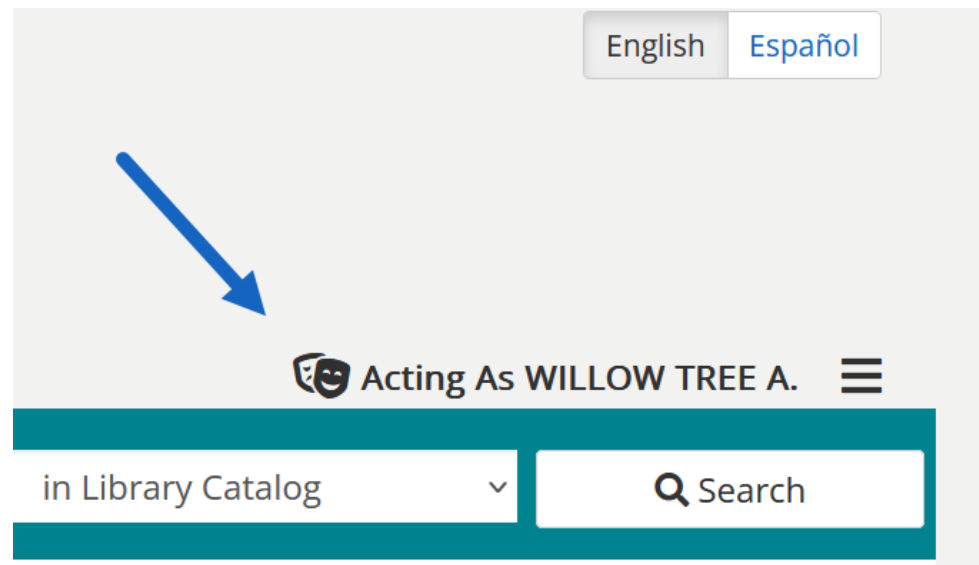 English Español
Acting As WILLOW TREE A.
in Library Catalog Search